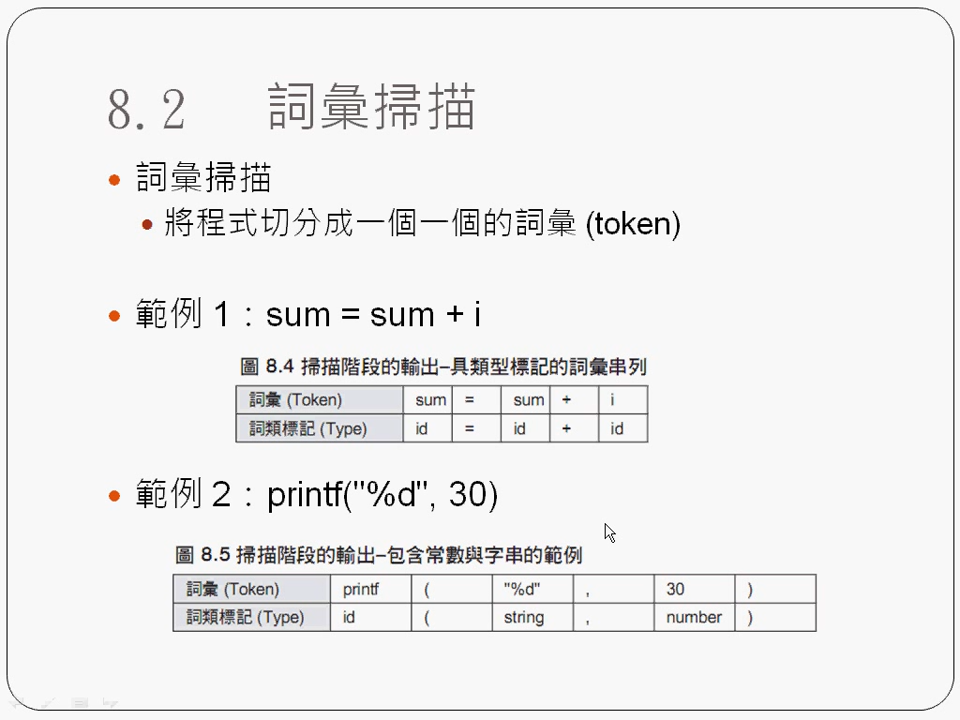 8.2 詞彙掃描
• 詞彙掃描
• 將程式切分成一個一個的詞彙 (token)
• 範例 1：sum = sum + i
圖 8.4 掃描階段的輸出–具類型標記的詞彙串列
詞彙 (Token) sum = sum + i
詞類標記 (Type) id = id + id
• 範例 2：printf("%d", 30)
圖 8.5 掃描階段的輸出–包含常數與字串的範例
詞彙 (Token) printf ( "%d" , 30 )
詞類標記 (Type) id ( string , number )